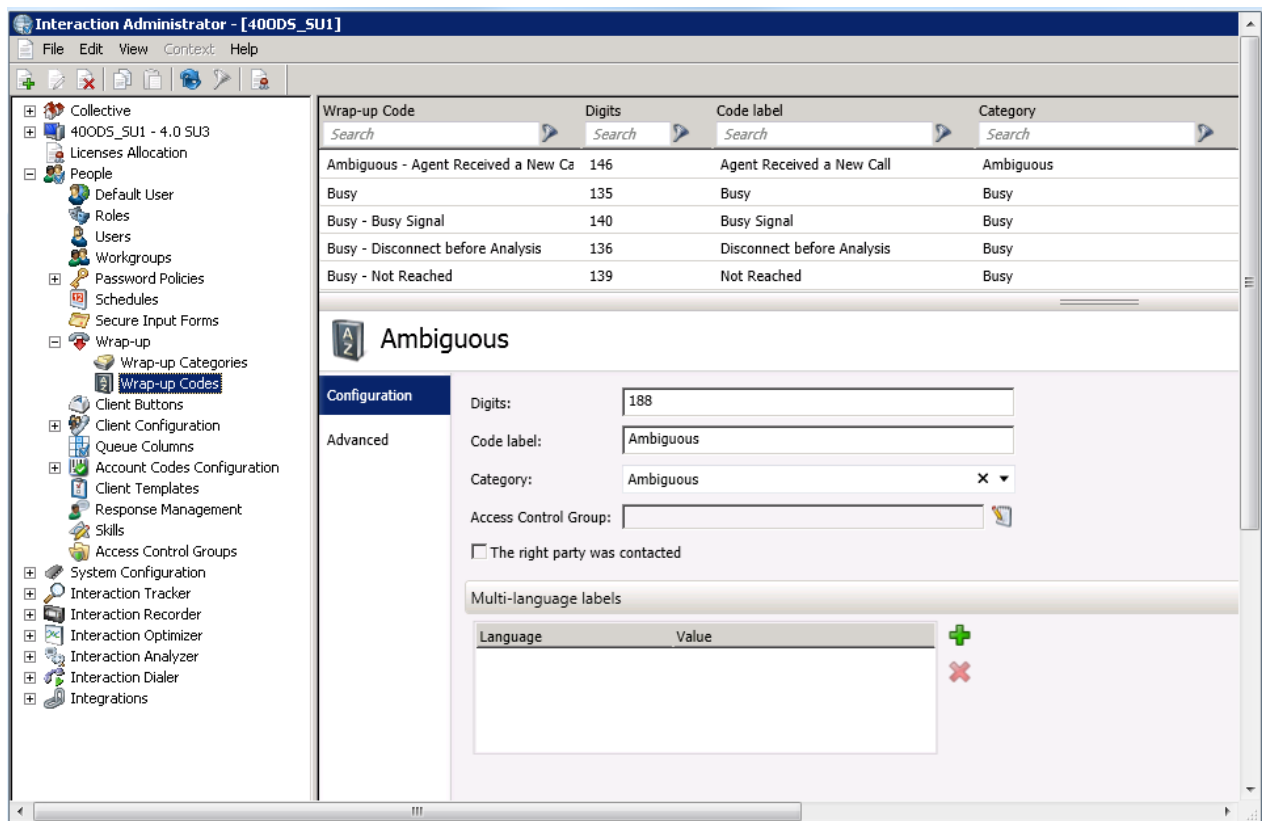 Interaction Administrator - [40ODS_SU1]
File Edit View Context Help
Collective
40ODS_SU1 - 4.0 SU3
Licenses Allocation
People
Default User
Roles
Users
Workgroups
Password Policies
Schedules
Secure Input Forms
Wrap-up
Wrap-up Categories
Wrap-up Codes
Client Buttons
Client Configuration
Queue Columns
Account Codes Configuration
Client Templates
Response Management
Skills
Access Control Groups
System Configuration
Interaction Tracker
Interaction Recorder
Interaction Optimizer
Interaction Analyzer
Interaction Dialer
Integrations
Wrap-up Code Digits Code label Category
Search Search Search Search
Ambiguous - Agent Received a New Ca 146 Agent Received a New Call Ambiguous
Busy 135 Busy Busy
Busy - Busy Signal 140 Busy Signal Busy
Busy - Disconnect before Analysis 136 Disconnect before Analysis Busy
Busy - Not Reached 139 Not Reached Busy
Ambiguous
Configuration
Advanced
Digits: 188
Code label: Ambiguous
Category: Ambiguous
Access Control Group:
The right party was contacted
Multi-language labels
Language Value